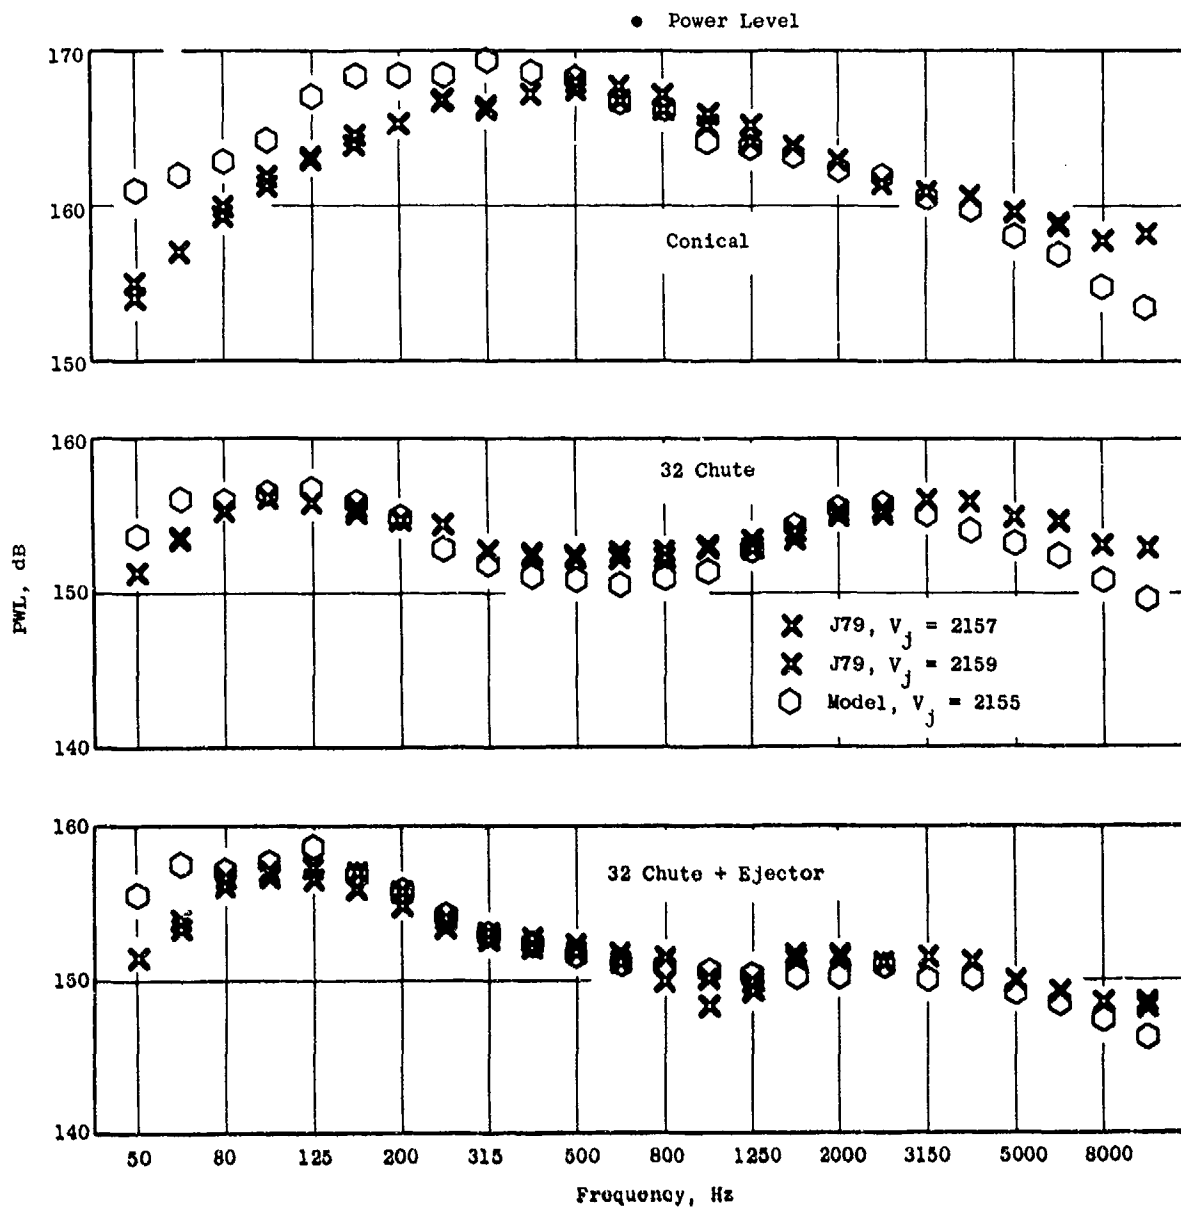 • Power Level
170
160
150
Conical
160
150
140
32 Chute
PWL, dB
J79, Vj = 2157
J79, Vj = 2159
Model, Vj = 2155
160
150
140
32 Chute + Ejector
50 80 125 200 315 500 800 1250 2000 3150 5000 8000
Frequency, Hz